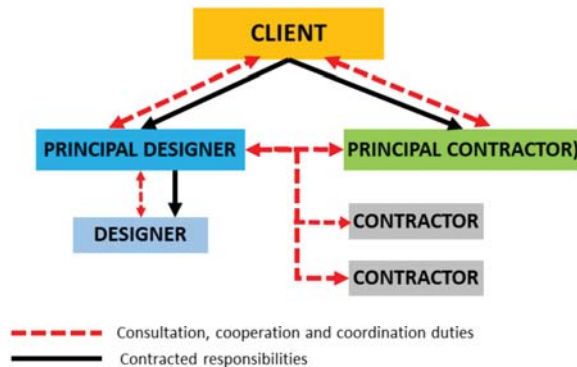 CLIENT
PRINCIPAL DESIGNER
PRINCIPAL CONTRACTOR)
DESIGNER
CONTRACTOR
CONTRACTOR
Consultation, cooperation and coordination duties
Contracted responsibilities